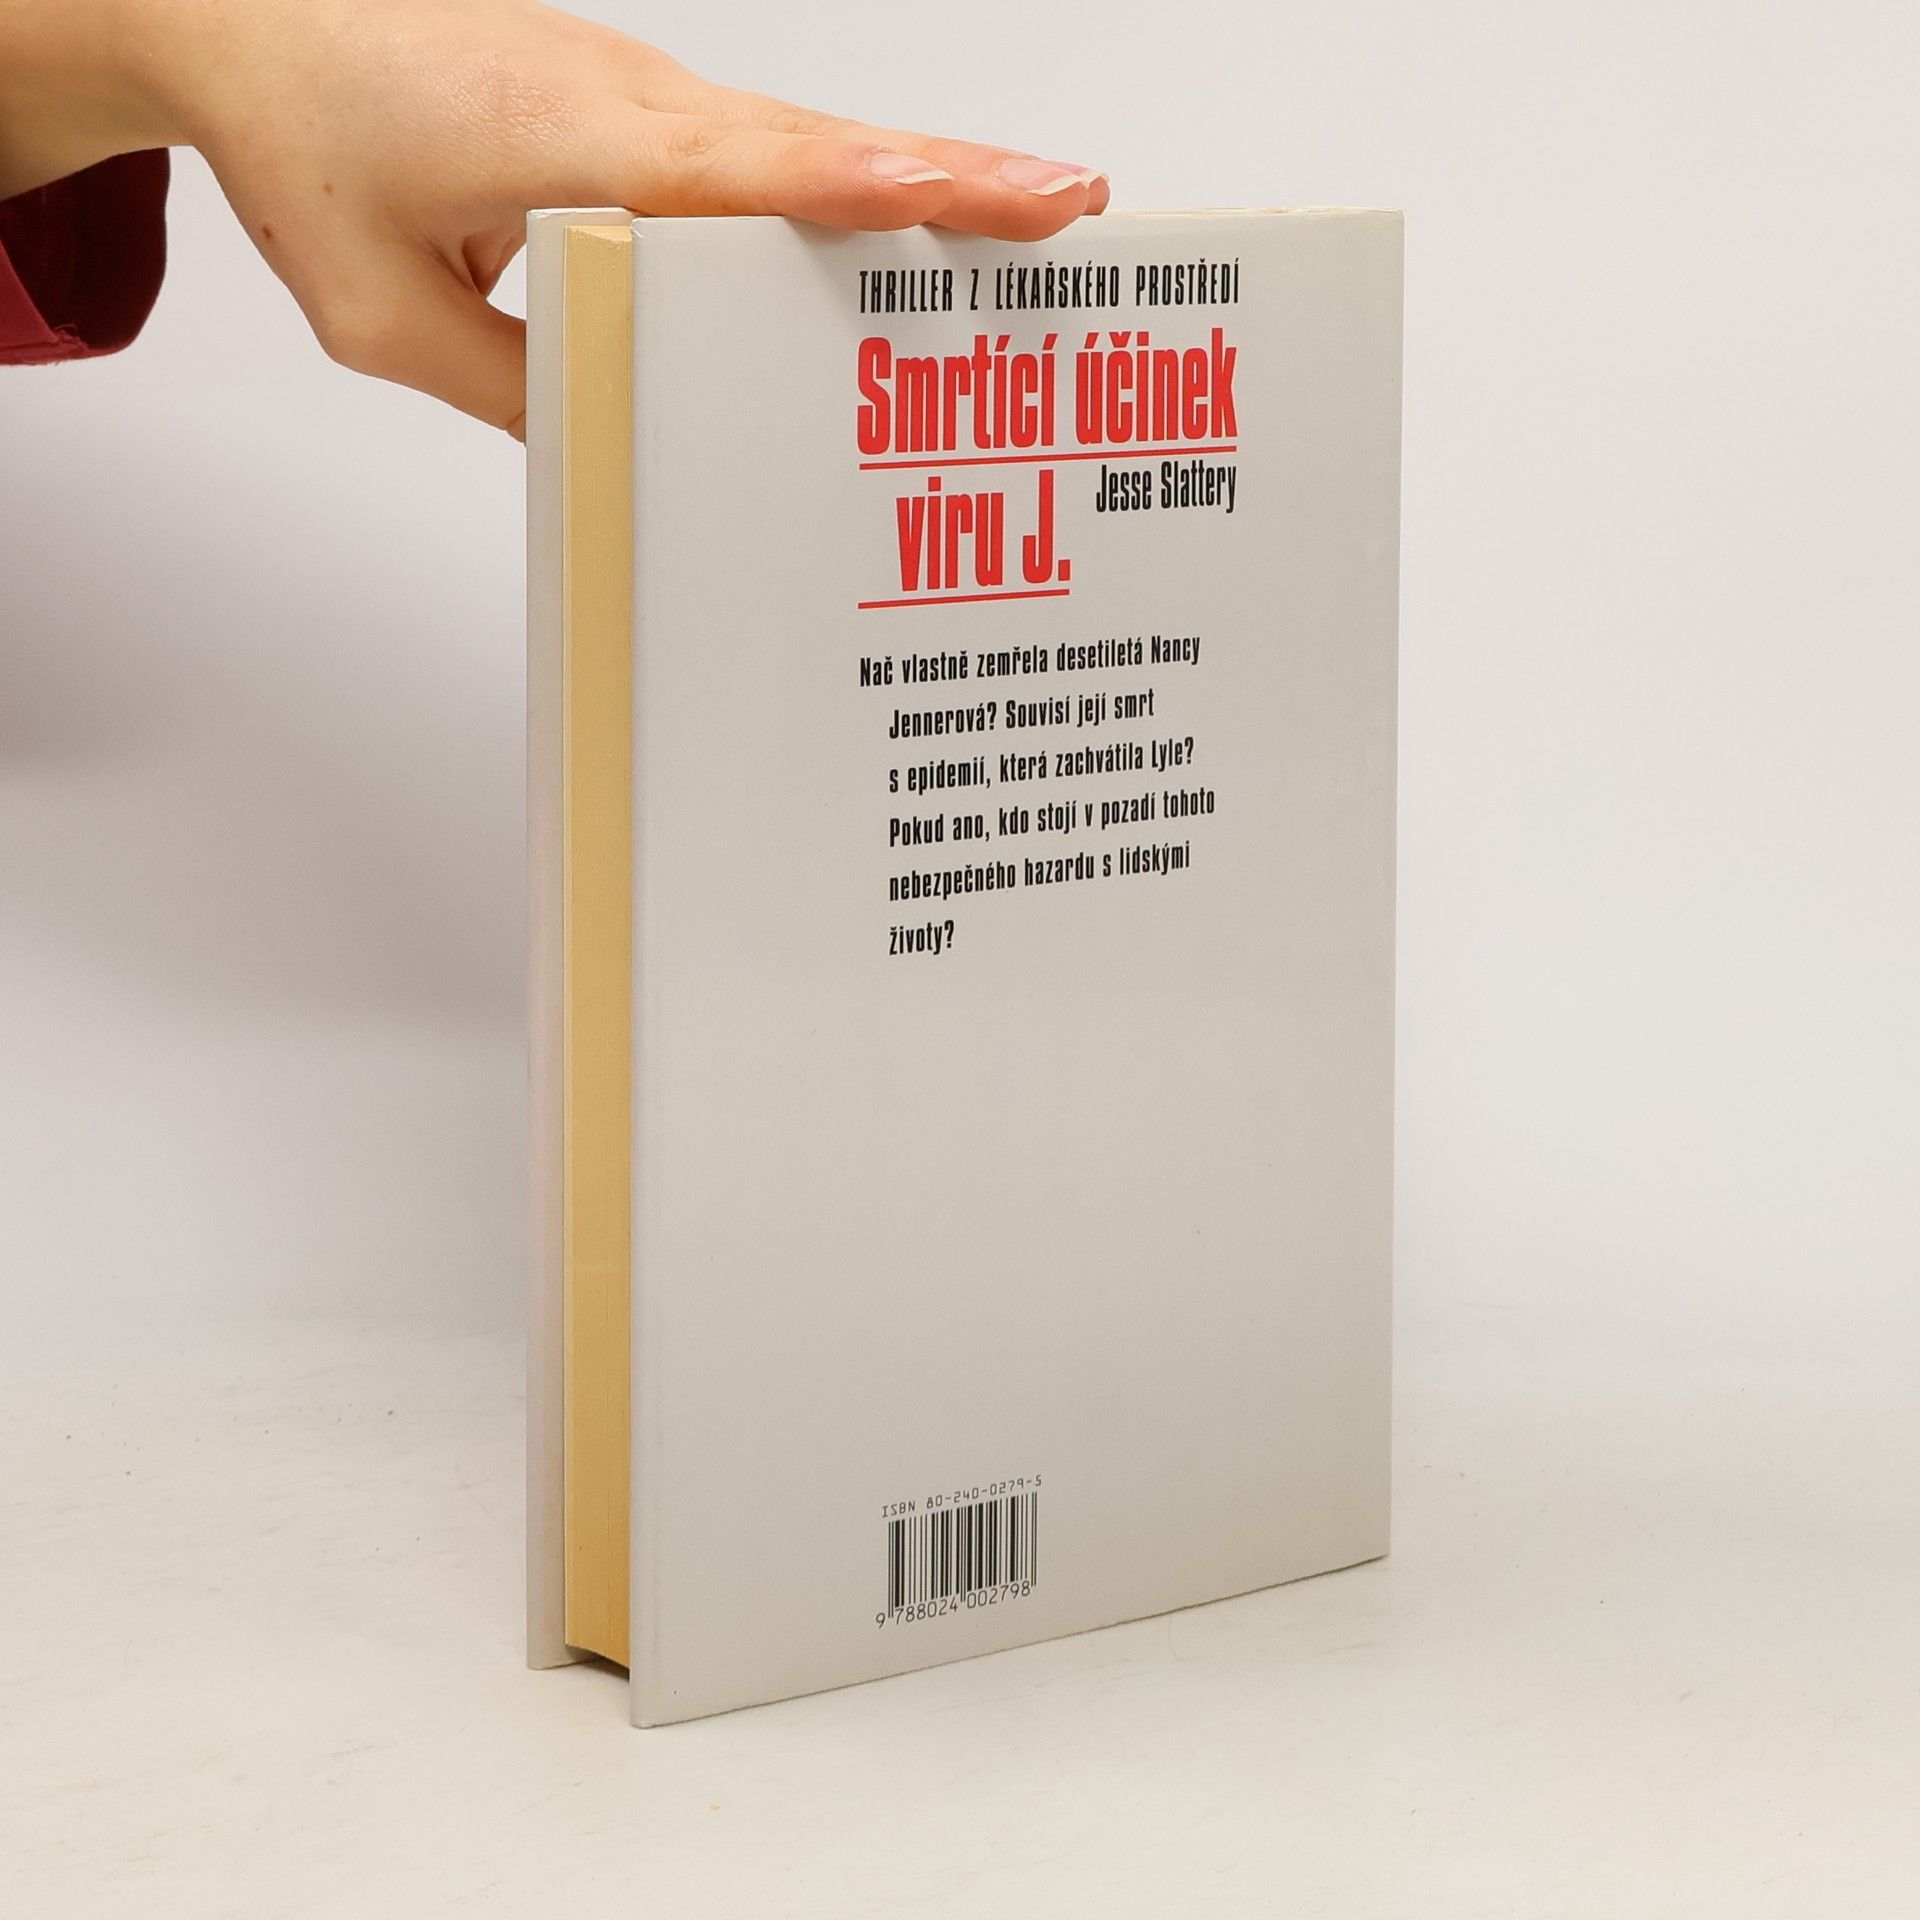 THRILLER Z LÉKAŘSKÉHO PROSTŘEDÍ
Smrtící účinek
viru J.
Jesse Slattery
Nač vlastně zemřela desetiletá Nancy
Jennerová? Souvisí její smrt
s epidemií, která zachvátila Lyle?
Pokud ano, kdo stojí v pozadí tohoto
nebezpečného hazardu s lidskými
životy?
ISBN 80-240-0279-5
9 788024 002798